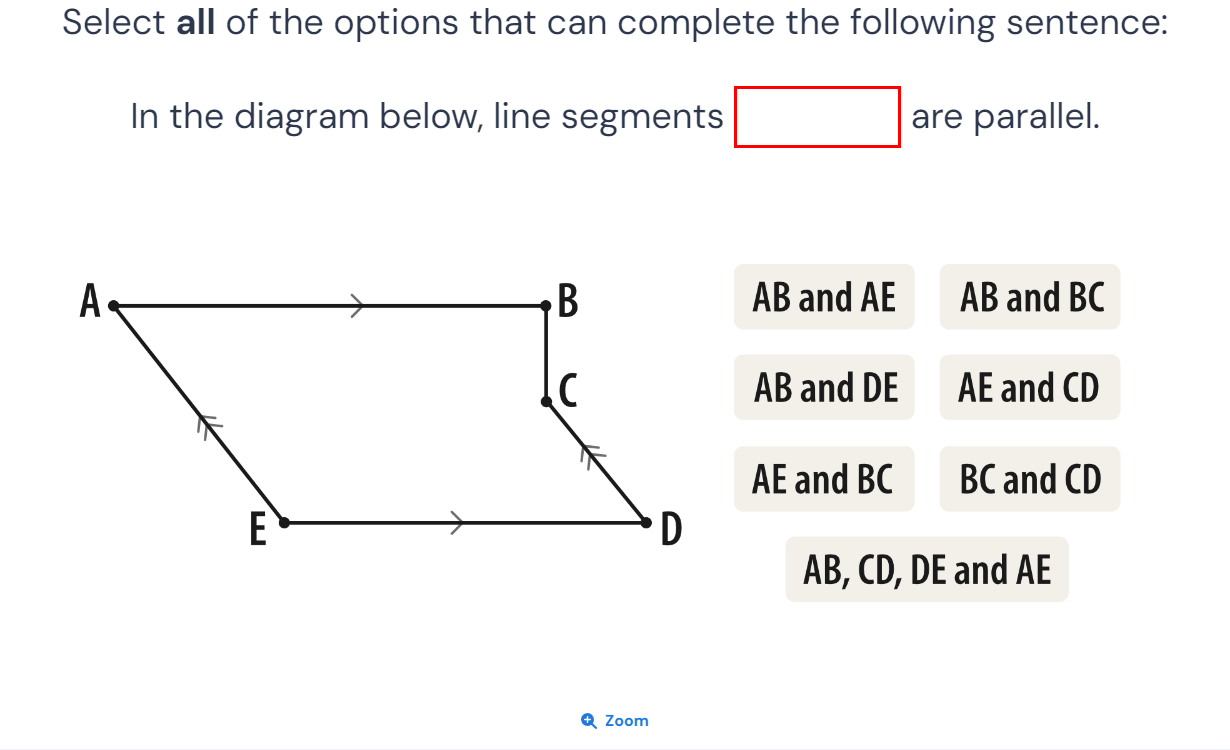 Select all of the options that can complete the following sentence:
In the diagram below, line segments are parallel.
A
B
C
E
D
AB and AE
AB and BC
AB and DE
AE and CD
AE and BC
BC and CD
AB, CD, DE and AE
Zoom